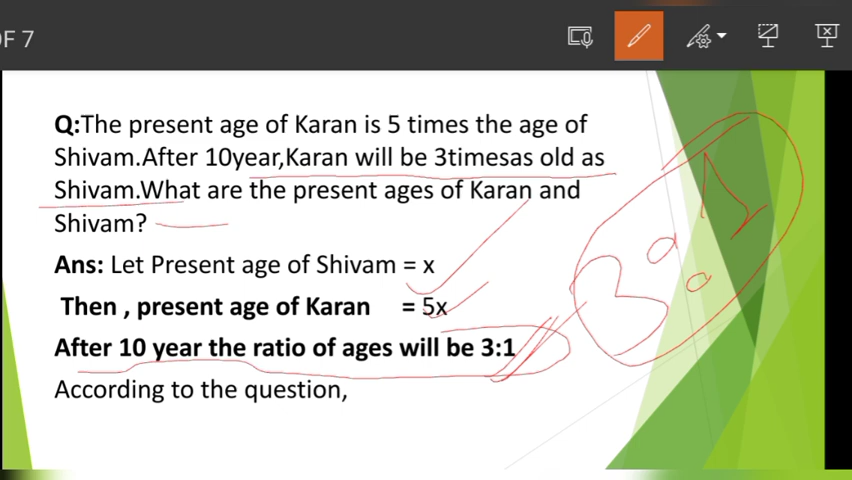 OF 7
Q:The present age of Karan is 5 times the age of
Shivam.After 10year,Karan will be 3timesas old as
Shivam.What are the present ages of Karan and
Shivam?
Ans: Let Present age of Shivam = x
Then , present age of Karan = 5x
After 10 year the ratio of ages will be 3:1
According to the question,
3:1